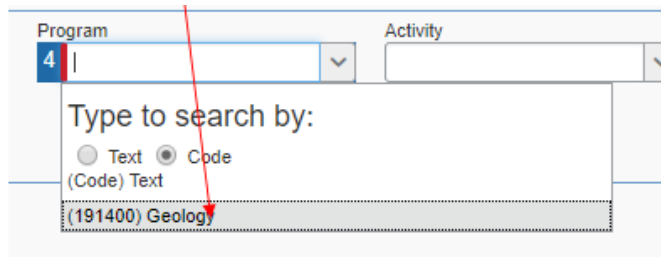 Program Activity
4
Type to search by:
Text Code
(Code) Text
(191400) Geology